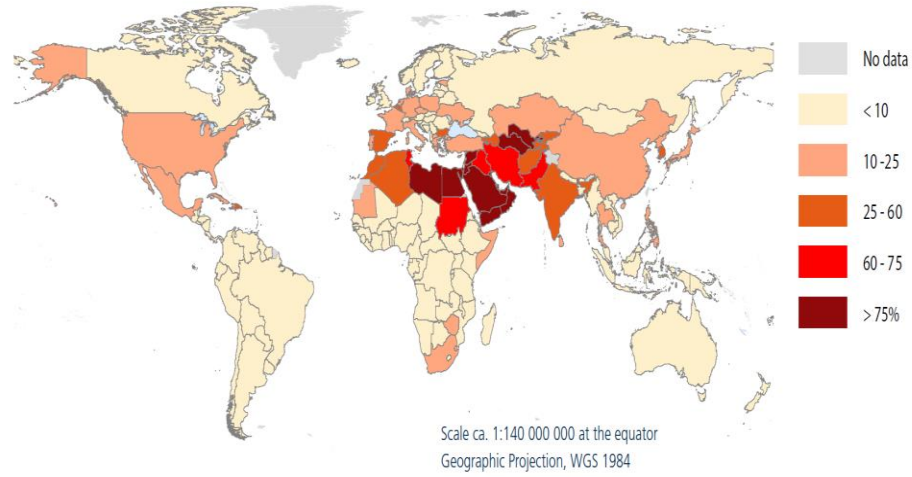 No data
< 10
10-25
25 - 60
60 - 75
> 75%
Scale ca. 1:140 000 000 at the equator
Geographic Projection, WGS 1984